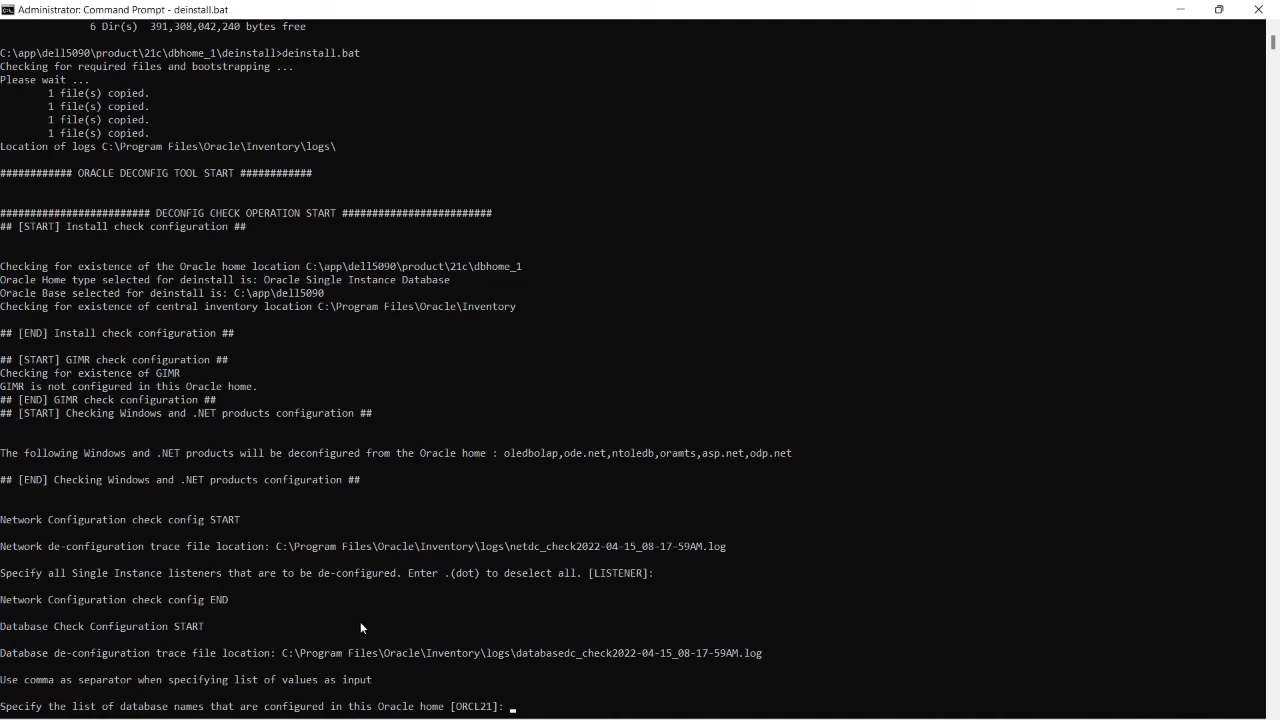 Administrator: Command Prompt - deinstall.bat
6 Dir(s)  391,308,042,240 bytes free
C:\app\dell5090\product\21c\dbhome_1\deinstall>deinstall.bat
Checking for required files and bootstrapping ...
Please wait ...
1 file(s) copied.
1 file(s) copied.
1 file(s) copied.
1 file(s) copied.
Location of logs C:\Program Files\Oracle\Inventory\logs\
############ ORACLE DECONFIG TOOL START ############
######################### DECONFIG CHECK OPERATION START #########################
## [START] Install check configuration ##
Checking for existence of the Oracle home location C:\app\dell5090\product\21c\dbhome_1
Oracle Home type selected for deinstall is: Oracle Single Instance Database
Oracle Base selected for deinstall is: C:\app\dell5090
Checking for existence of central inventory location C:\Program Files\Oracle\Inventory
## [END] Install check configuration ##
## [START] GIMR check configuration ##
Checking for existence of GIMR
GIMR is not configured in this Oracle home.
## [END] GIMR check configuration ##
## [START] Checking Windows and .NET products configuration ##
The following Windows and .NET products will be deconfigured from the Oracle home : oledbolap,ode.net,ntoledb,oramts,asp.net,odp.net
## [END] Checking Windows and .NET products configuration ##
Network Configuration check config START
Network de-configuration trace file location: C:\Program Files\Oracle\Inventory\logs\netdc_check2022-04-15_08-17-59AM.log
Specify all Single Instance listeners that are to be de-configured. Enter .(dot) to deselect all. [LISTENER]:
Network Configuration check config END
Database Check Configuration START
Database de-configuration trace file location: C:\Program Files\Oracle\Inventory\logs\databasedc_check2022-04-15_08-17-59AM.log
Use comma as separator when specifying list of values as input
Specify the list of database names that are configured in this Oracle home [ORCL21]: